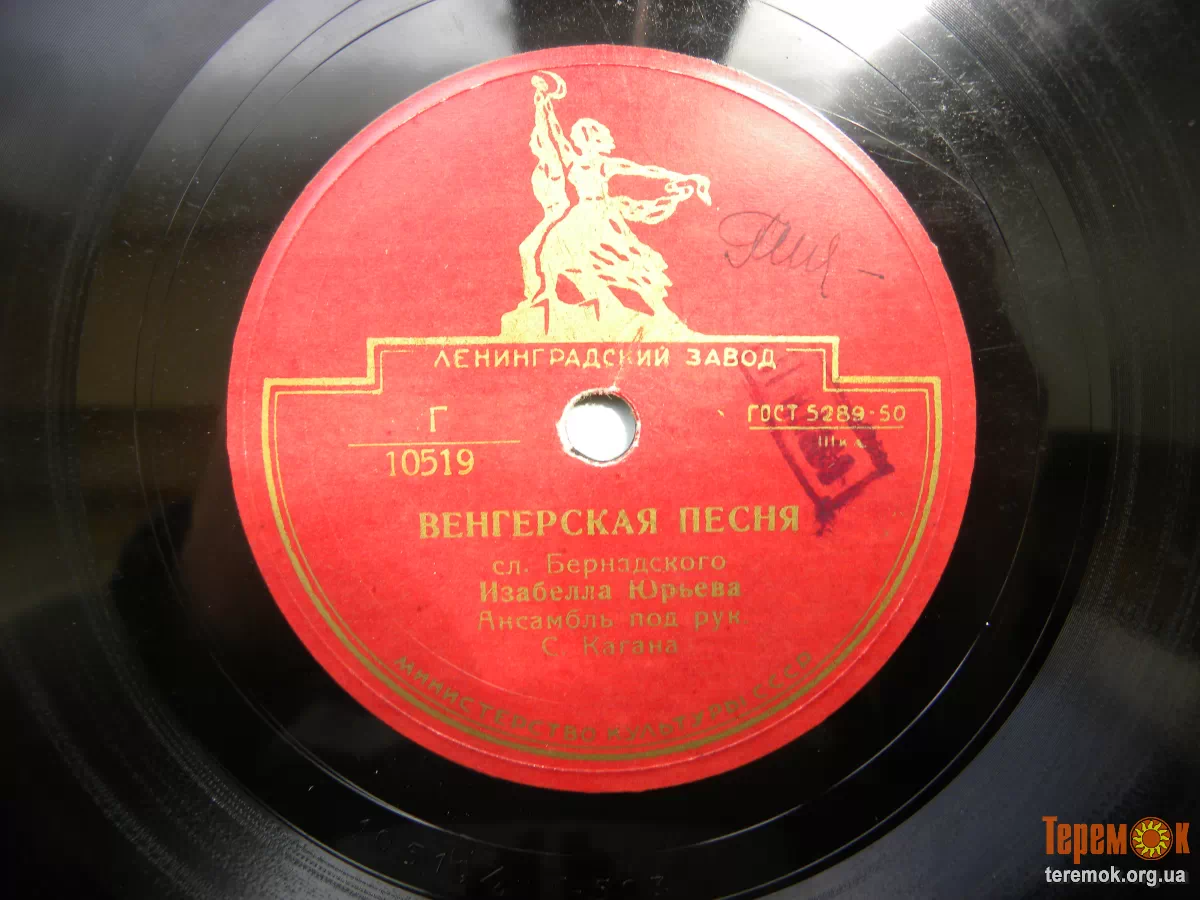 ЛЕНИНГРАДСКИЙ ЗАВОД
Г
10519
ГОСТ 5289-50
ВЕНГЕРСКАЯ ПЕСНЯ
сл. Бернадского
Изабелла Юрьева
Ансамбль под рук.
С. Кагана
МИНИСТЕРСТВО КУЛЬТУРЫ СССР
ТЕРЕМОК
teremok.org.ua